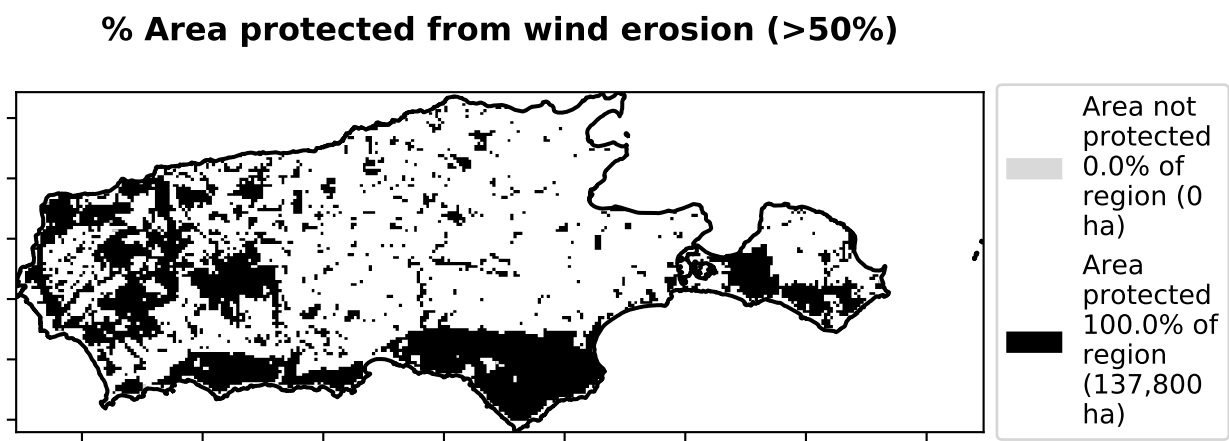 % Area protected from wind erosion (>50%)
Area not
protected
0.0% of
region (0
ha)
Area
protected
100.0% of
region
(137,800
ha)